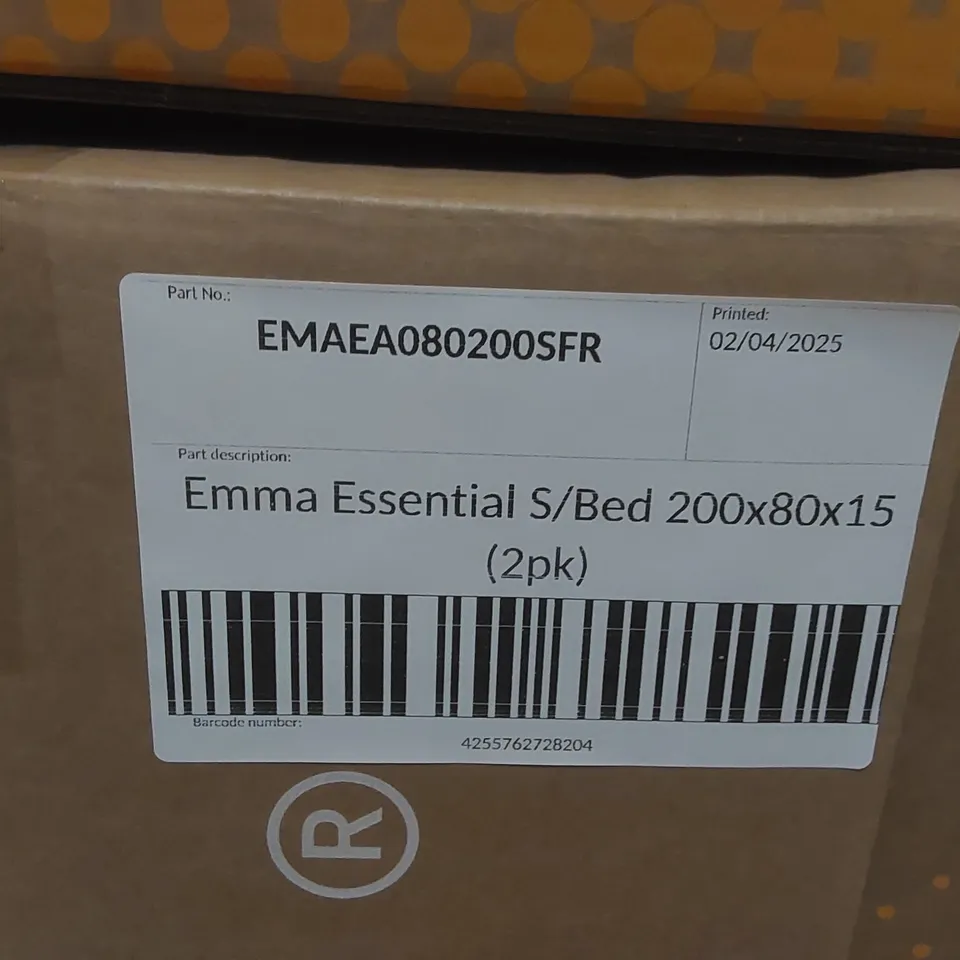 Part No.:
EMAEA080200SFR
Printed:
02/04/2025
Part description:
Emma Essential S/Bed 200x80x15
(2pk)
Barcode number:
4255762728204
®